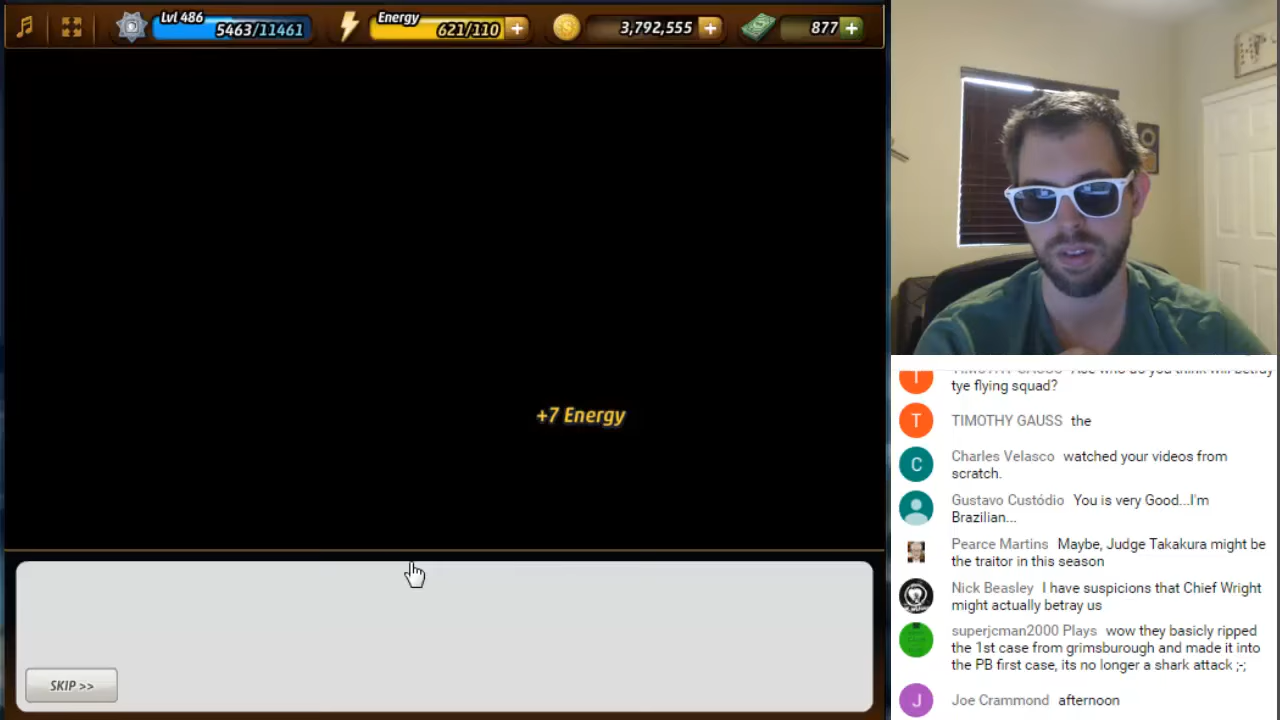 Lvl 486
5463/11461
Energy
621/110
3,792,555
877
+7 Energy
SKIP >>
tye flying squad?
T TIMOTHY GAUSS the
C Charles Velasco watched your videos from
scratch.
Gustavo Custódio You is very Good...I'm
Brazilian...
Pearce Martins Maybe, Judge Takakura might be
the traitor in this season
Nick Beasley I have suspicions that Chief Wright
might actually betray us
superjcman2000 Plays wow they basicly ripped
the 1st case from grimsburough and made it into
the PB first case, its no longer a shark attack ;-;
J Joe Crammond afternoon